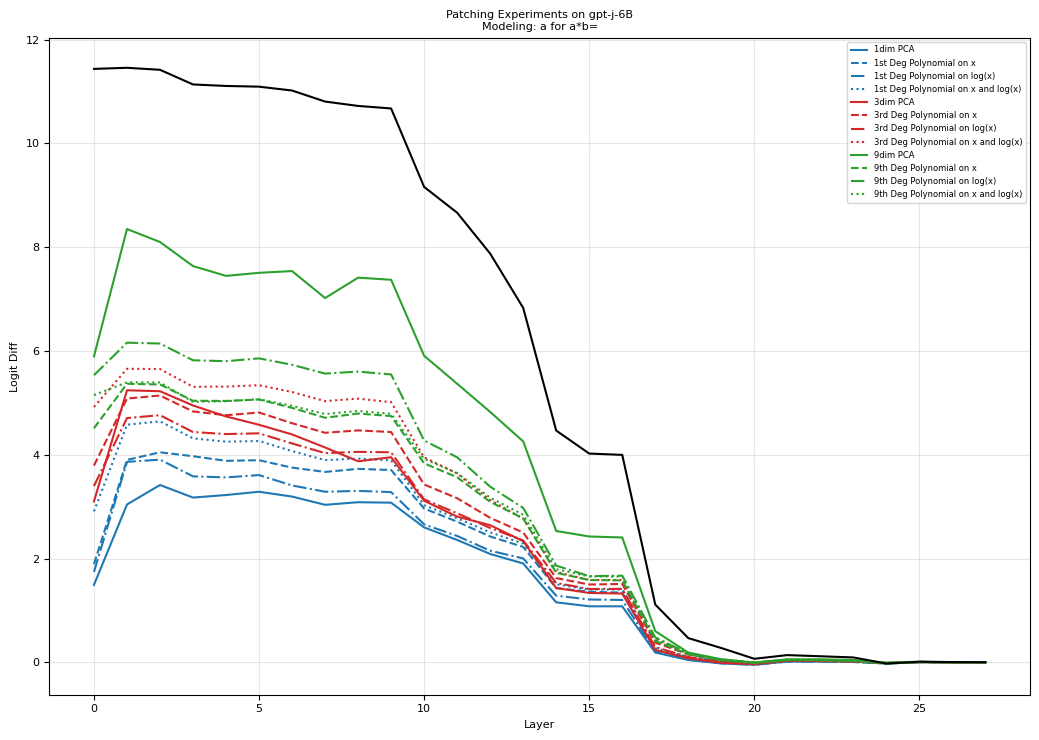 Patching Experiments on gpt-j-6B
Modeling: a for a*b=
12
10
8
6
4
2
0
Logit Diff
0
5
10
15
20
25
Layer
1dim PCA
1st Deg Polynomial on x
1st Deg Polynomial on log(x)
1st Deg Polynomial on x and log(x)
3dim PCA
3rd Deg Polynomial on x
3rd Deg Polynomial on log(x)
3rd Deg Polynomial on x and log(x)
9dim PCA
9th Deg Polynomial on x
9th Deg Polynomial on log(x)
9th Deg Polynomial on x and log(x)